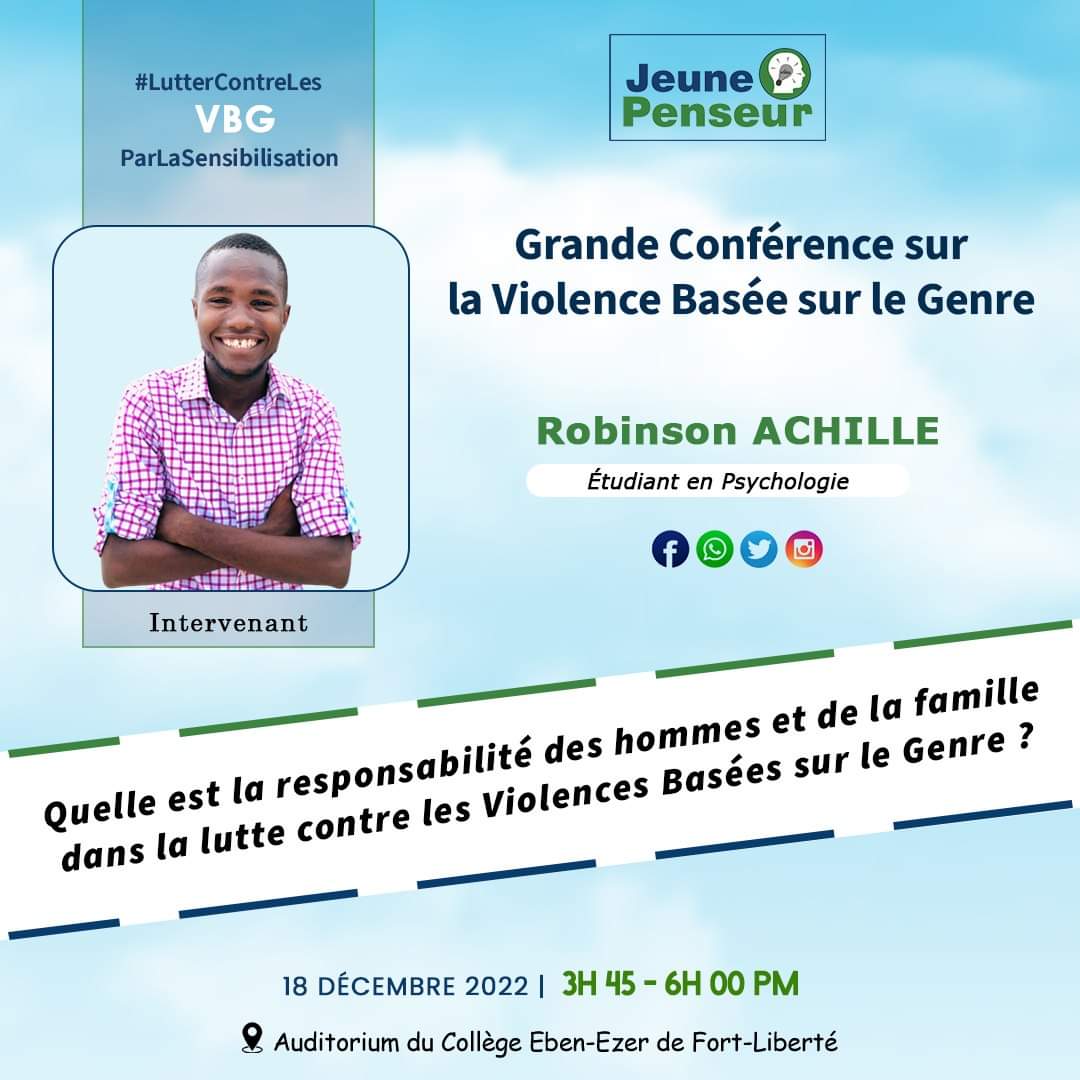 #LutterContreLes
VBG
ParLaSensibilisation
Jeune
Penseur
Grande Conférence sur
la Violence Basée sur le Genre
Robinson ACHILLE
Étudiant en Psychologie
Intervenant
Quelle est la responsabilité des hommes et de la famille
dans la lutte contre les Violences Basées sur le Genre ?
18 DÉCEMBRE 2022 | 3H 45 - 6H 00 PM
Auditorium du Collège Eben-Ezer de Fort-Liberté